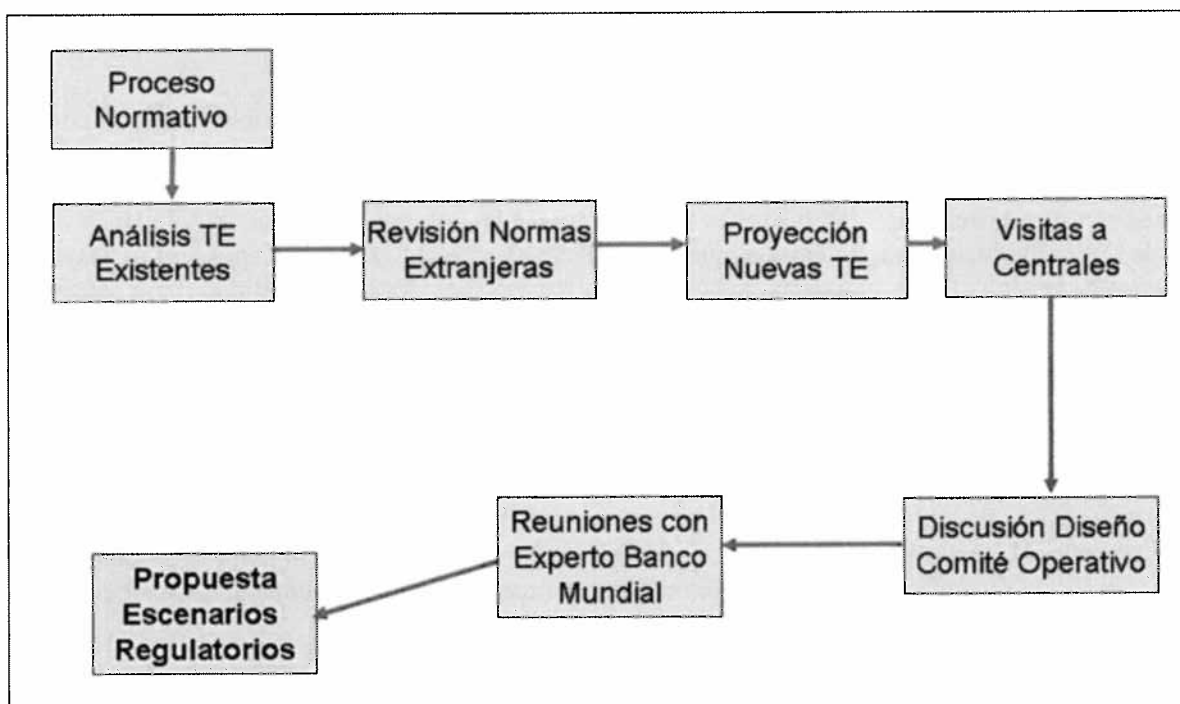 Proceso
Normativo
Análisis TE
Existentes
Revisión Normas
Extranjeras
Proyección
Nuevas TE
Visitas a
Centrales
Discusión Diseño
Comité Operativo
Reuniones con
Experto Banco
Mundial
Propuesta
Escenarios
Regulatorios